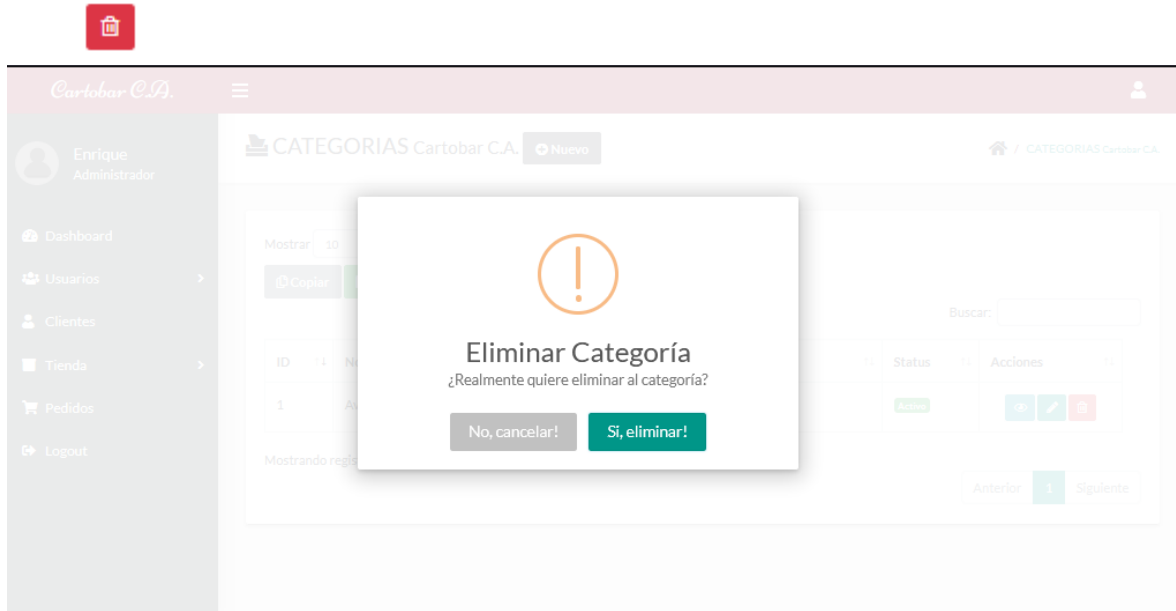 Cartobar C.A.
Enrique
Administrador
Dashboard
Usuarios
Clientes
Tienda
Pedidos
Logout
CATEGORIAS Cartobar C.A. Nuevo
/ CATEGORIAS Cartobar C.A.
Mostrar 10
Copiar
Buscar:
ID Status Acciones
1 Activo
Mostrando
Anterior 1 Siguiente
Eliminar Categoría
¿Realmente quiere eliminar al categoría?
No, cancelar! Si, eliminar!